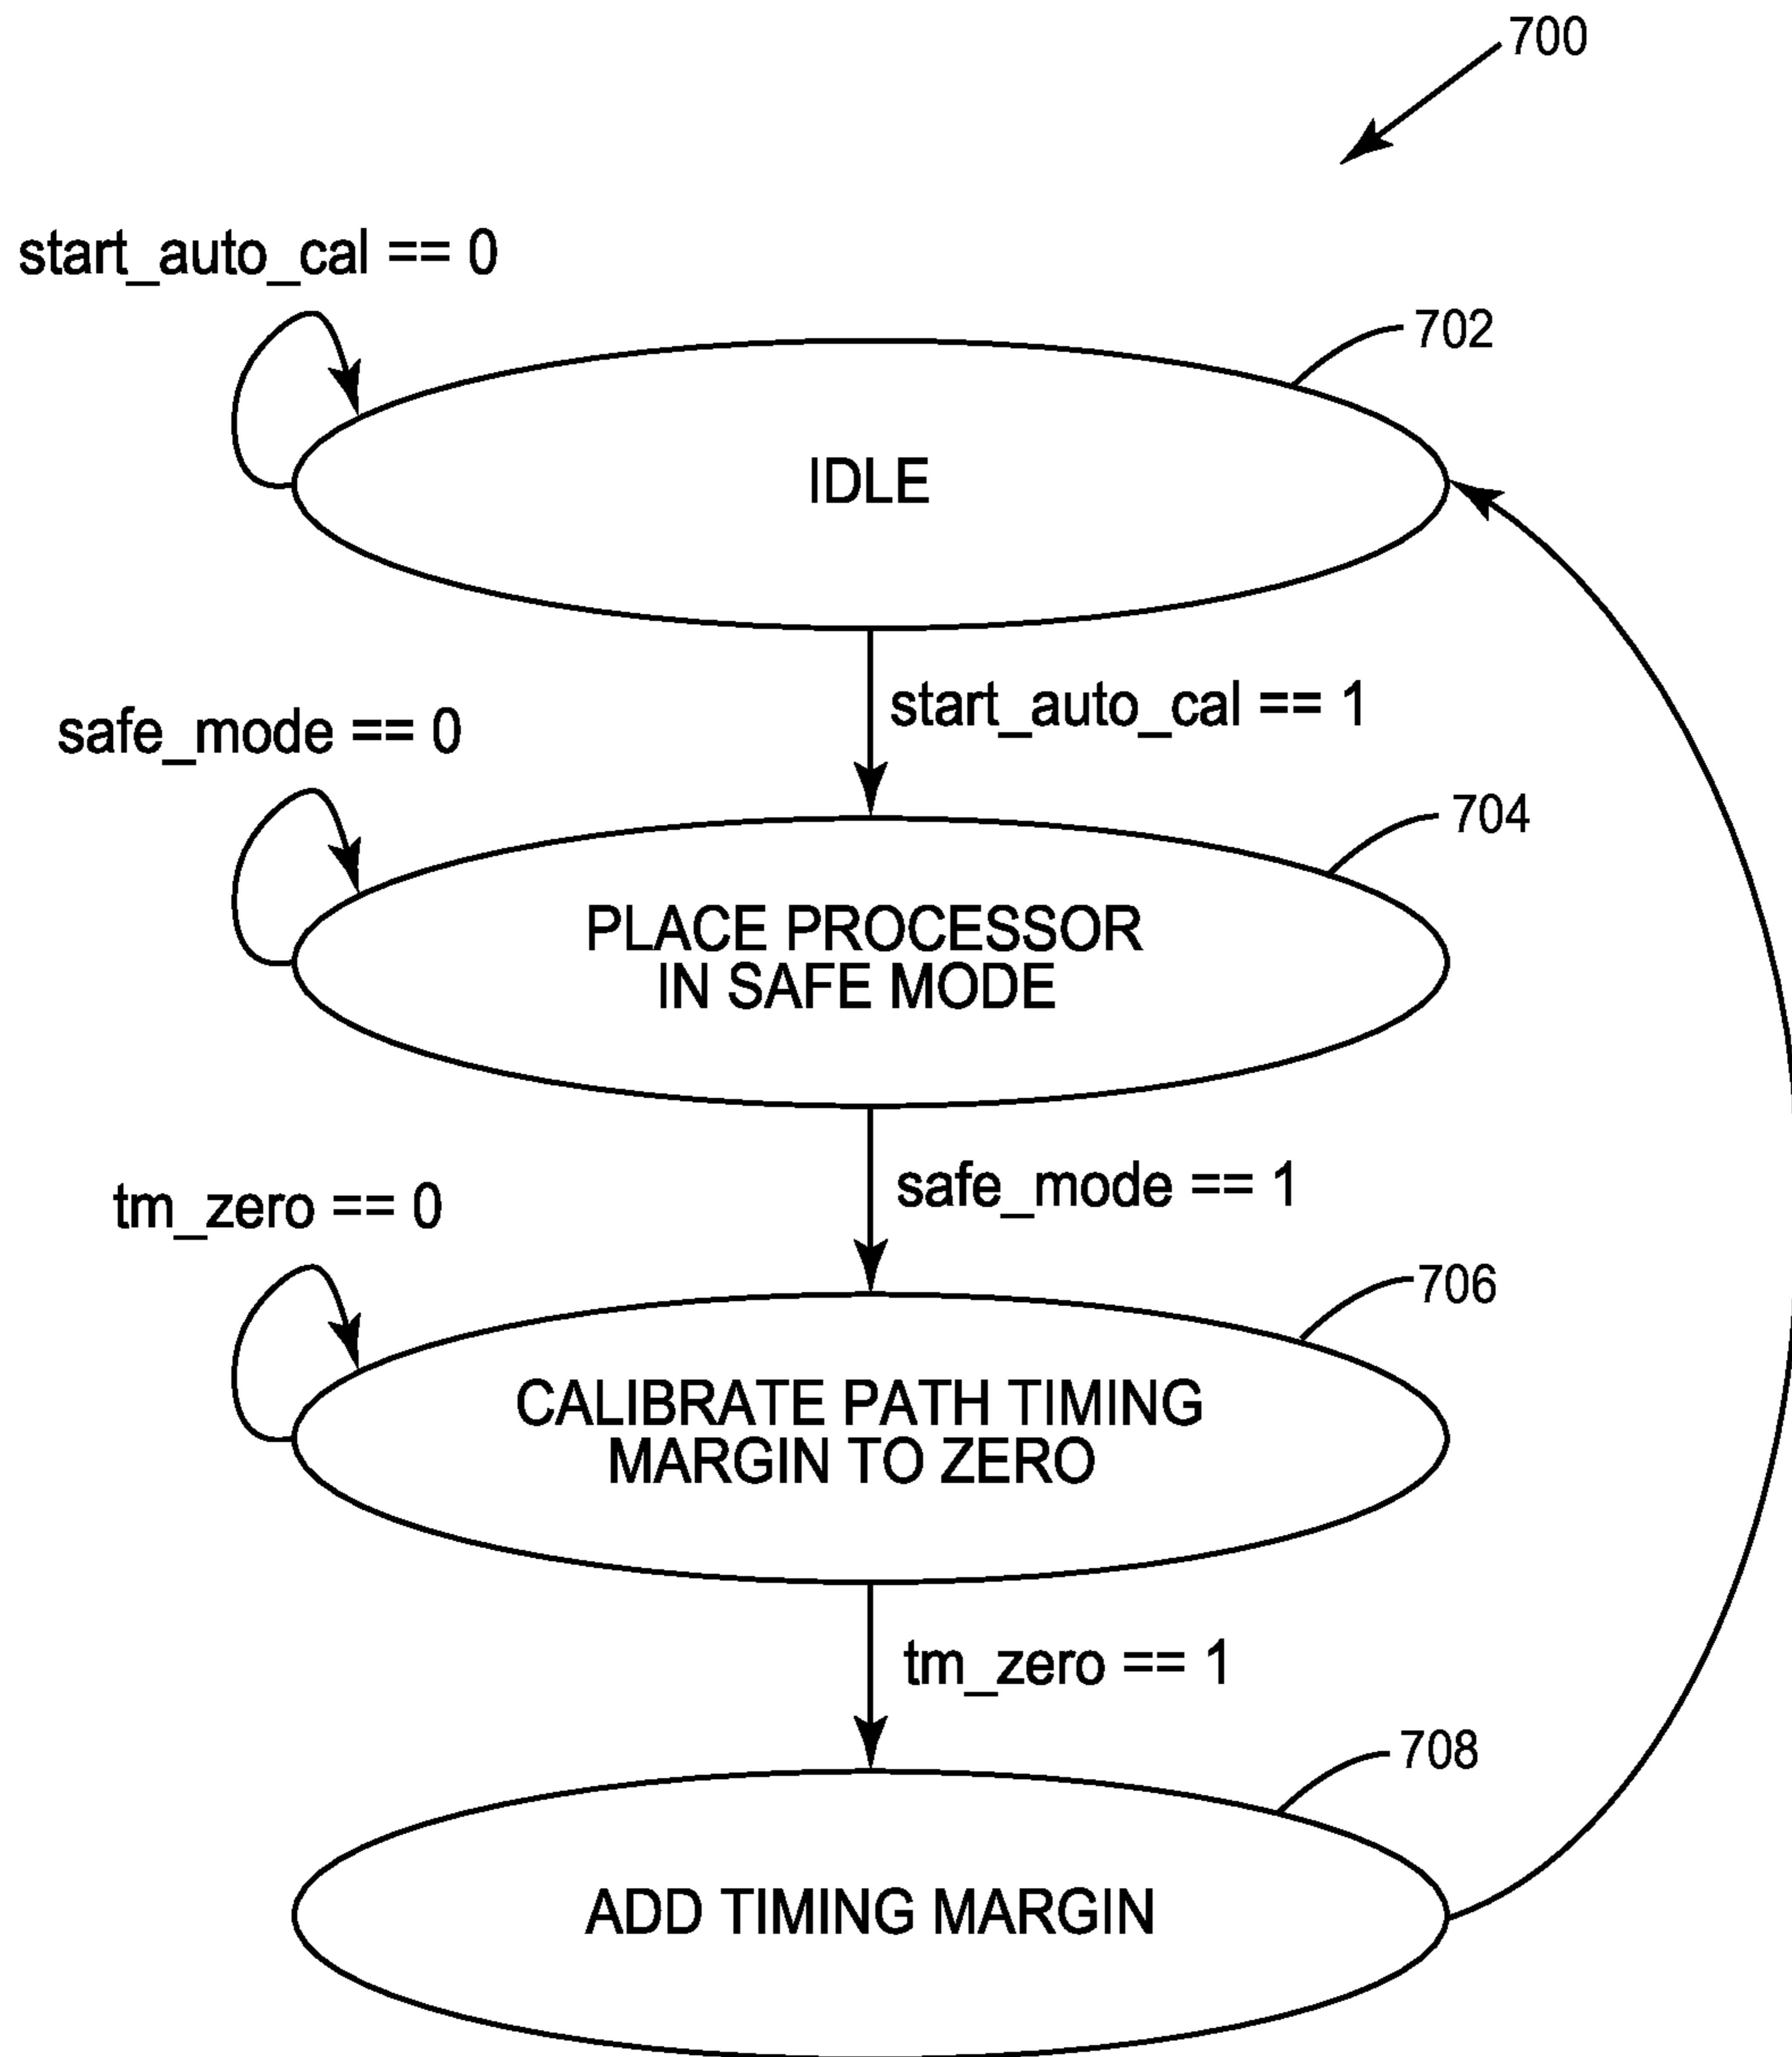 700
start_auto_cal == 0
702
IDLE
start_auto_cal == 1
safe_mode == 0
704
PLACE PROCESSOR
IN SAFE MODE
safe_mode == 1
tm_zero == 0
706
CALIBRATE PATH TIMING
MARGIN TO ZERO
tm_zero == 1
708
ADD TIMING MARGIN